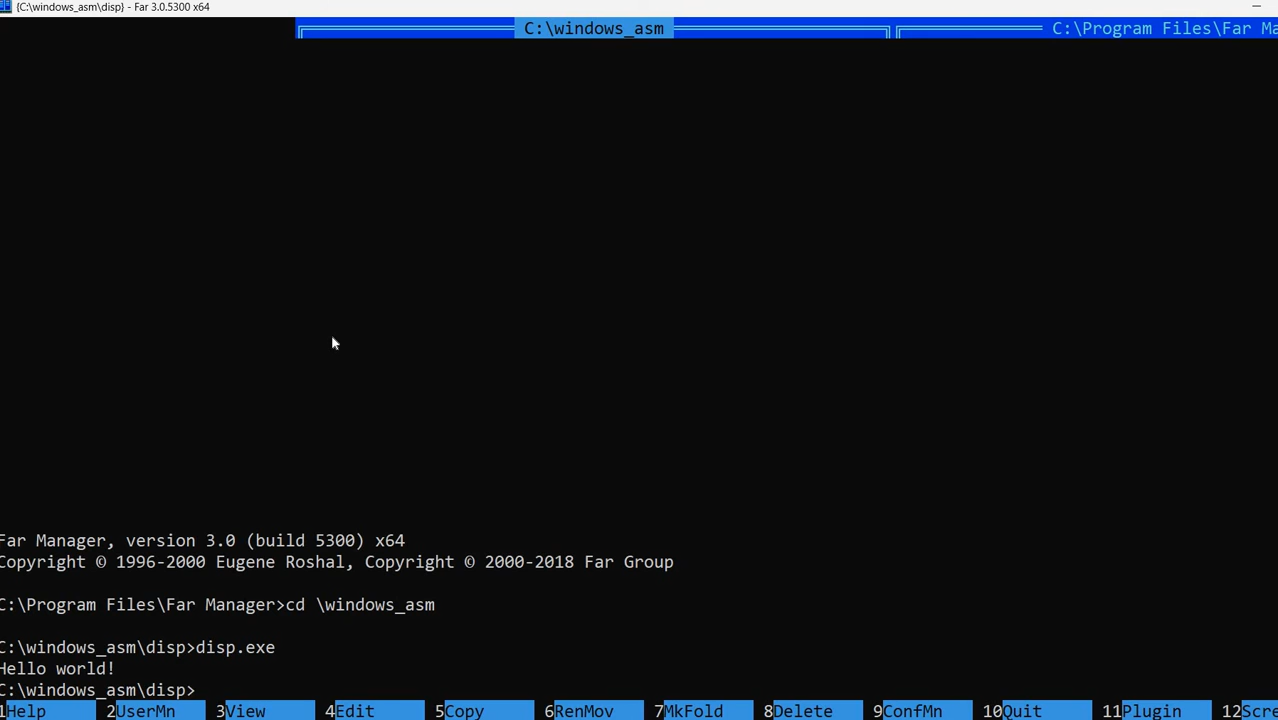 {C:\windows_asm\disp} - Far 3.0.5300 x64
C:\windows_asm
C:\Program Files\Far Ma
Far Manager, version 3.0 (build 5300) x64
Copyright © 1996-2000 Eugene Roshal, Copyright © 2000-2018 Far Group
C:\Program Files\Far Manager>cd \windows_asm
C:\windows_asm\disp>disp.exe
Hello world!
C:\windows_asm\disp>
1Help 2UserMn 3View 4Edit 5Copy 6RenMov 7MkFold 8Delete 9ConfMn 10Quit 11Plugin 12Scre